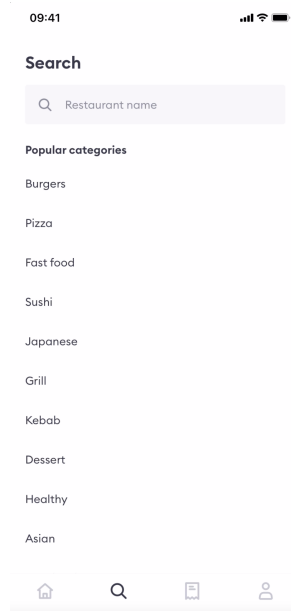 09:41
Search
Restaurant name
Popular categories
Burgers
Pizza
Fast food
Sushi
Japanese
Grill
Kebab
Dessert
Healthy
Asian